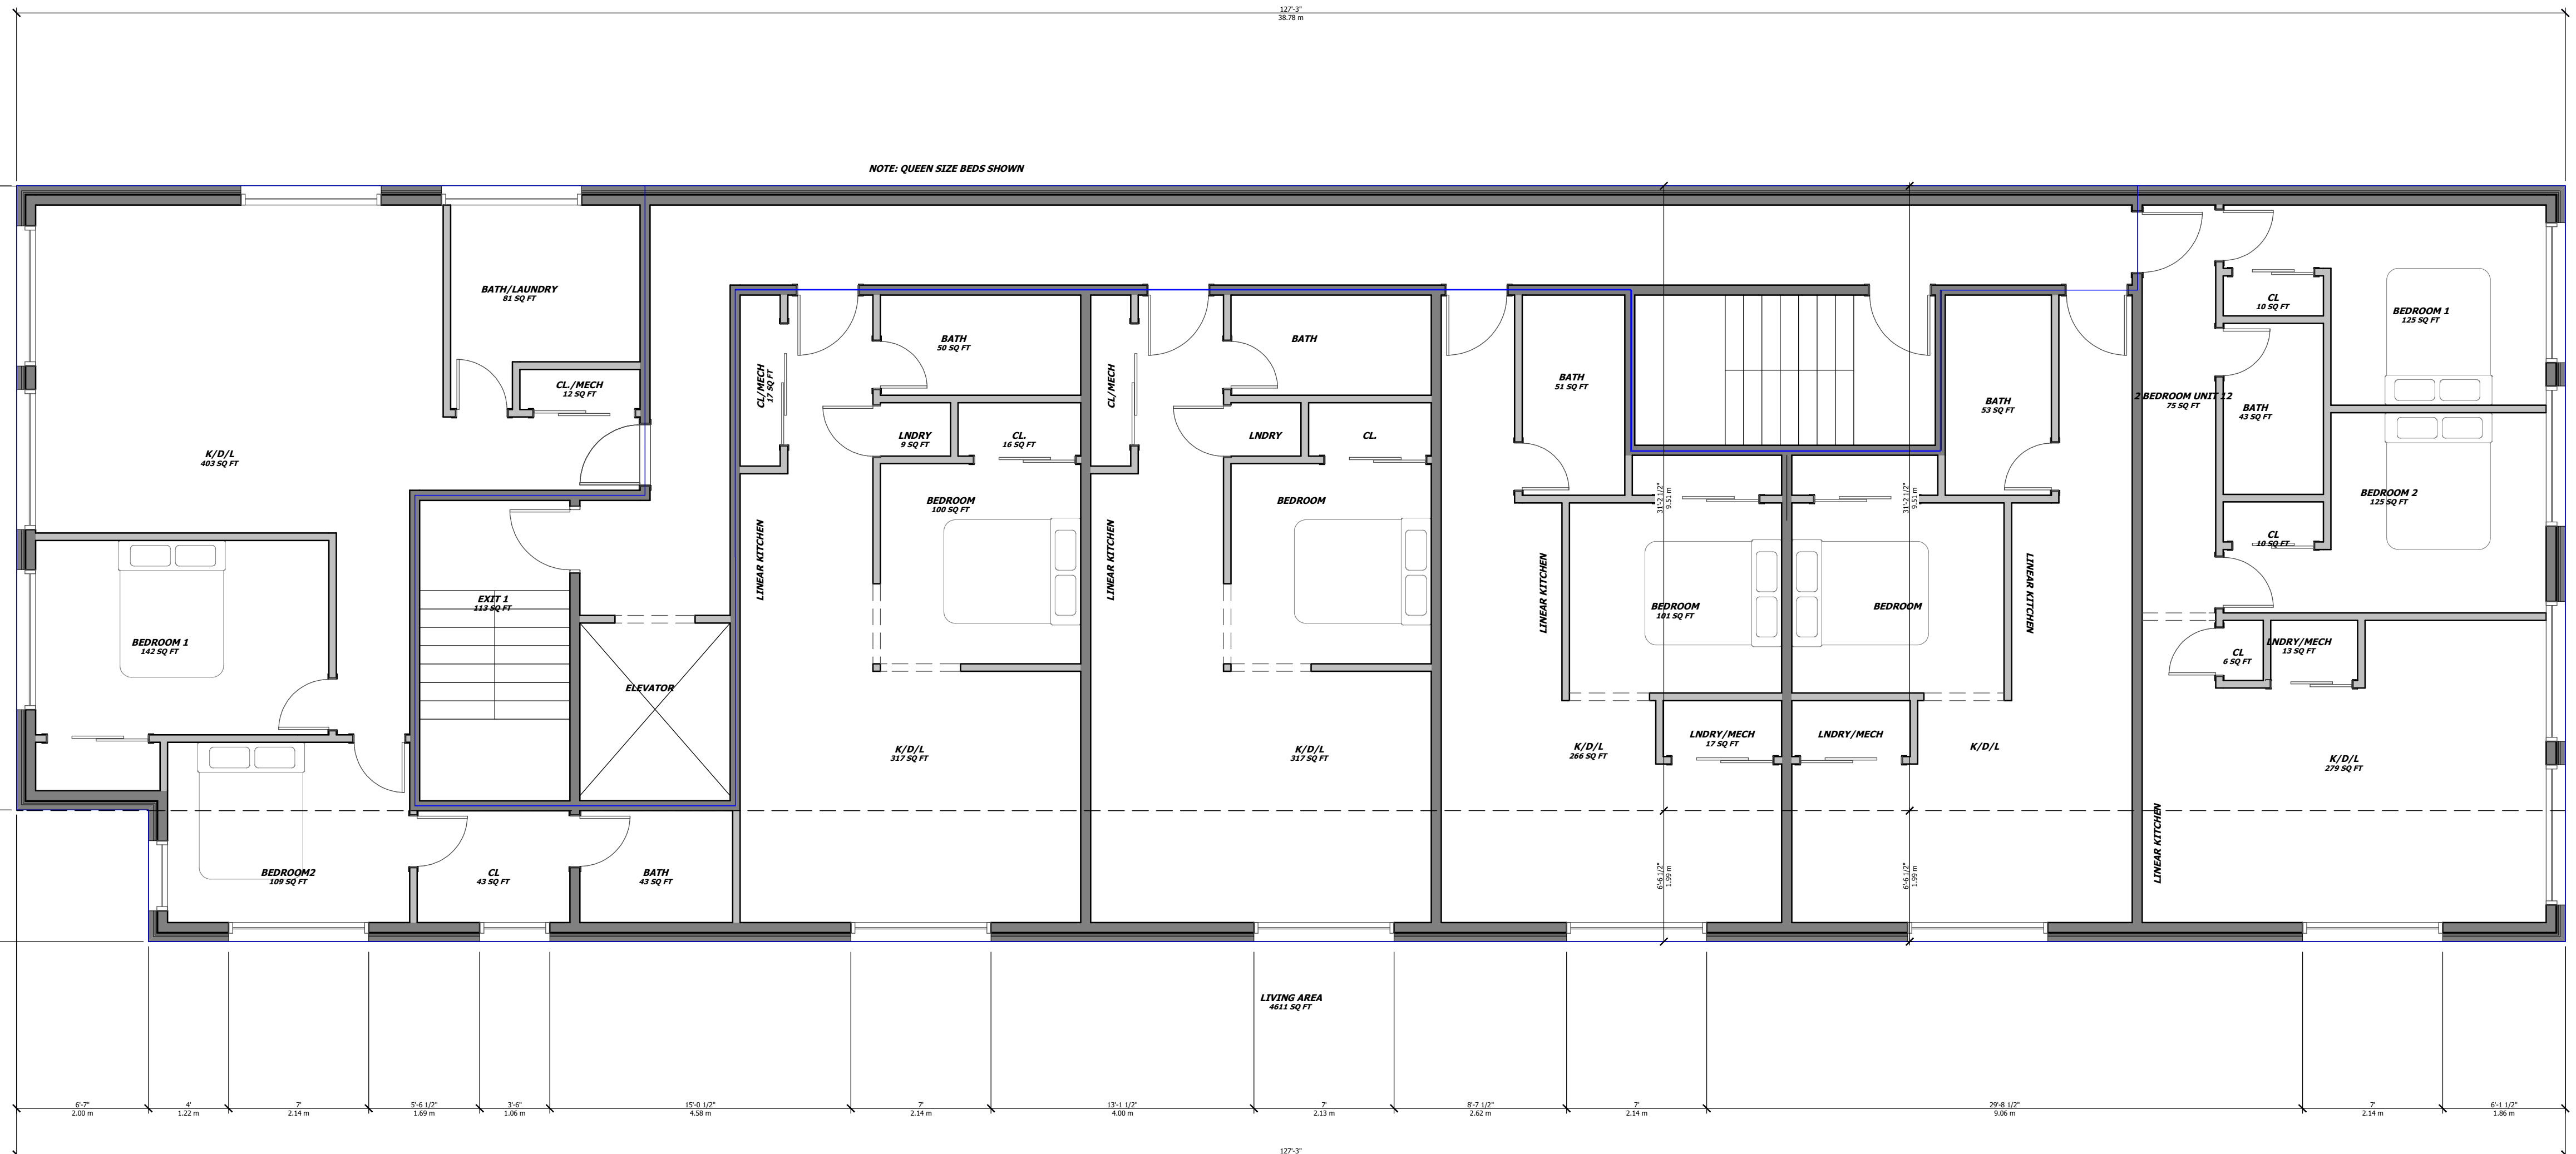 127'-3"
38.78 m
NOTE: QUEEN SIZE BEDS SHOWN
BATH/LAUNDRY
81 SQ FT
CL./MECH
12 SQ FT
K/D/L
403 SQ FT
BEDROOM 1
142 SQ FT
BEDROOM2
109 SQ FT
EXIT 1
113 SQ FT
ELEVATOR
CL
43 SQ FT
BATH
43 SQ FT
CL/MECH
17 SQ FT
BATH
50 SQ FT
LNDRY
9 SQ FT
CL.
16 SQ FT
BEDROOM
100 SQ FT
LINEAR KITCHEN
K/D/L
317 SQ FT
CL/MECH
BATH
LNDRY
CL.
BEDROOM
LINEAR KITCHEN
K/D/L
317 SQ FT
BATH
51 SQ FT
31'-2 1/2"
9.51 m
LINEAR KITCHEN
BEDROOM
101 SQ FT
LNDRY/MECH
17 SQ FT
K/D/L
266 SQ FT
6'-6 1/2"
1.99 m
BATH
53 SQ FT
31'-2 1/2"
9.51 m
BEDROOM
LINEAR KITCHEN
LNDRY/MECH
K/D/L
6'-6 1/2"
1.99 m
2 BEDROOM UNIT 12
75 SQ FT
CL
10 SQ FT
BEDROOM 1
125 SQ FT
BATH
43 SQ FT
BEDROOM 2
125 SQ FT
CL
10 SQ FT
LNDRY/MECH
13 SQ FT
CL
6 SQ FT
K/D/L
279 SQ FT
LINEAR KITCHEN
LIVING AREA
4611 SQ FT
6'-7"
2.00 m
4'
1.22 m
7'
2.14 m
5'-6 1/2"
1.69 m
3'-6"
1.06 m
15'-0 1/2"
4.58 m
7'
2.14 m
13'-1 1/2"
4.00 m
7'
2.13 m
8'-7 1/2"
2.62 m
7'
2.14 m
29'-8 1/2"
9.06 m
7'
2.14 m
6'-1 1/2"
1.86 m
127'-3"